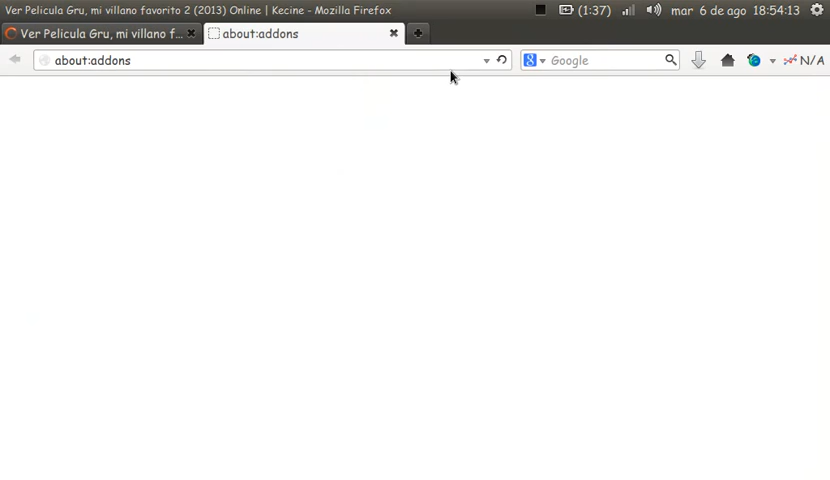 Ver Pelicula Gru, mi villano favorito 2 (2013) Online | Kecine - Mozilla Firefox
(1:37)
mar 6 de ago 18:54:13
Ver Pelicula Gru, mi villano f...
about:addons
about:addons
Google
N/A